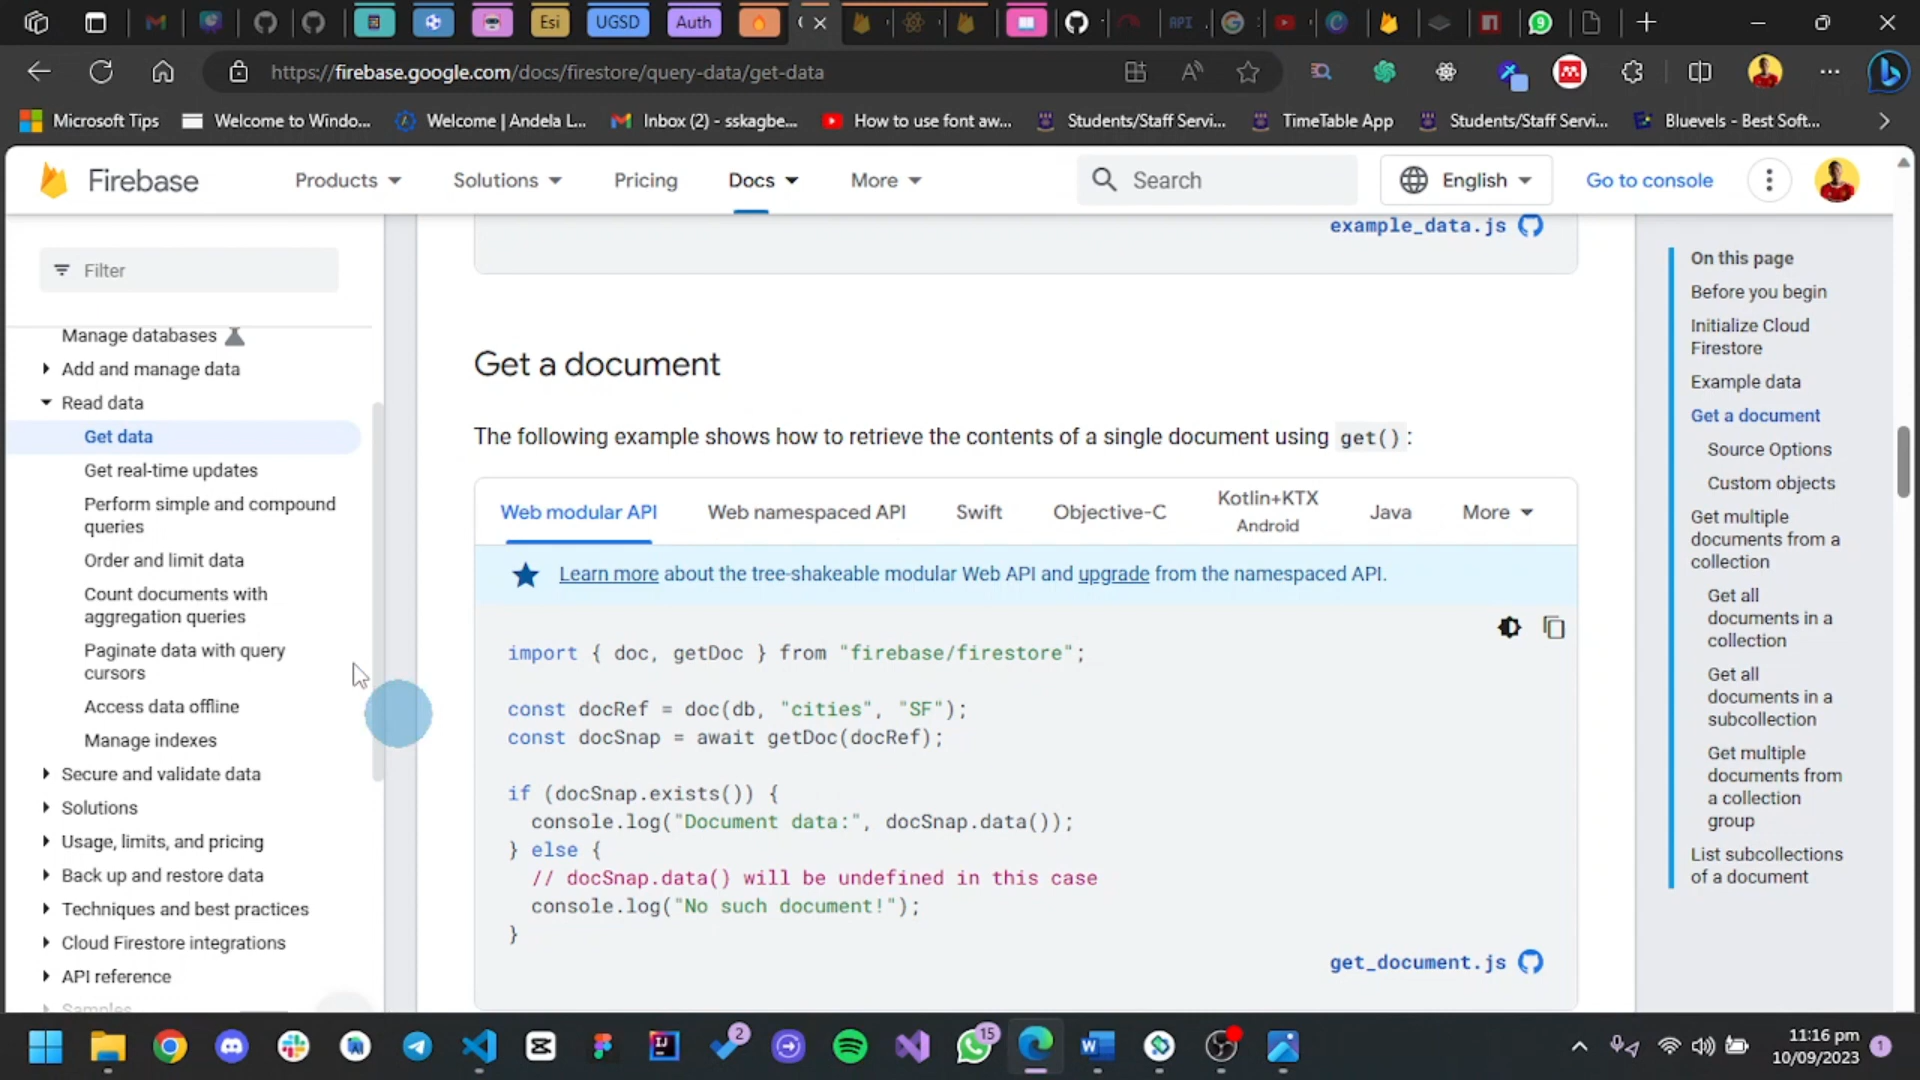 Esi
UGSD
Auth
API
9
https://firebase.google.com/docs/firestore/query-data/get-data
Microsoft Tips
Welcome to Windo...
Welcome | Andela L...
Inbox (2) - sskagbe...
How to use font aw...
Students/Staff Servi...
TimeTable App
Students/Staff Servi...
Bluevels - Best Soft...
Firebase
Products
Solutions
Pricing
Docs
More
Search
English
Go to console
Filter
Manage databases
Add and manage data
Read data
Get data
Get real-time updates
Perform simple and compound
queries
Order and limit data
Count documents with
aggregation queries
Paginate data with query
cursors
Access data offline
Manage indexes
Secure and validate data
Solutions
Usage, limits, and pricing
Back up and restore data
Techniques and best practices
Cloud Firestore integrations
API reference
Samples
example_data.js
Get a document
The following example shows how to retrieve the contents of a single document using get() :
Web modular API
Web namespaced API
Swift
Objective-C
Kotlin+KTX
Android
Java
More
Learn more about the tree-shakeable modular Web API and upgrade from the namespaced API.
import { doc, getDoc } from "firebase/firestore";
const docRef = doc(db, "cities", "SF");
const docSnap = await getDoc(docRef);
if (docSnap.exists()) {
console.log("Document data:", docSnap.data());
} else {
// docSnap.data() will be undefined in this case
console.log("No such document!");
}
get_document.js
On this page
Before you begin
Initialize Cloud
Firestore
Example data
Get a document
Source Options
Custom objects
Get multiple
documents from a
collection
Get all
documents in a
collection
Get all
documents in a
subcollection
Get multiple
documents from
a collection
group
List subcollections
of a document
2
15
11:16 pm
10/09/2023
1